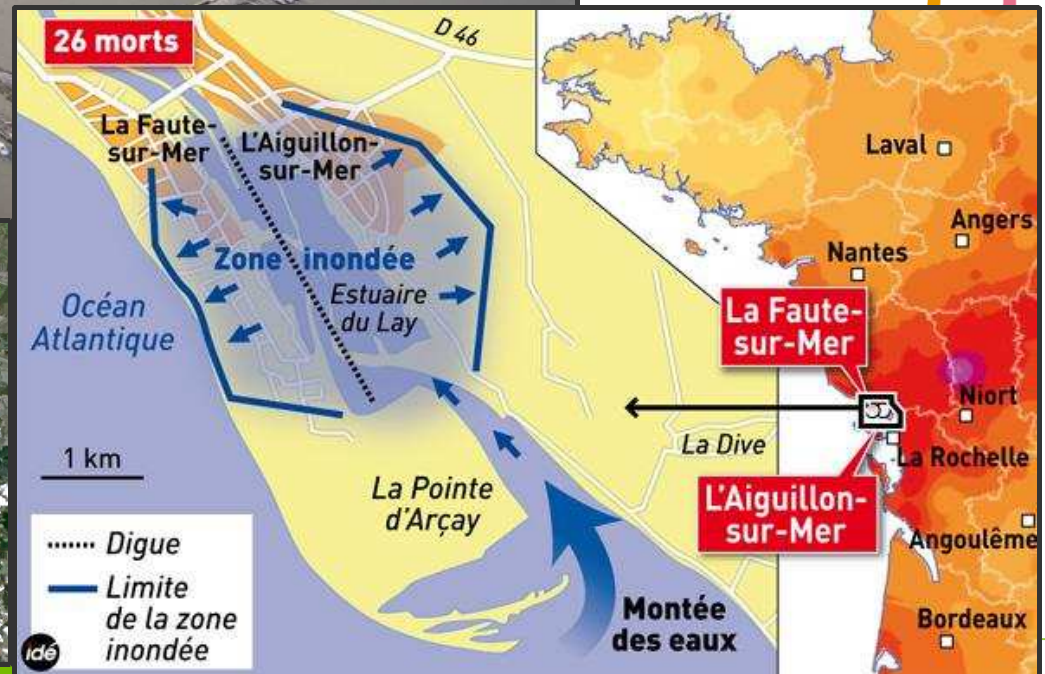 26 morts
D 46
La Faute-
sur-Mer
L'Aiguillon-
sur-Mer
Zone inondée
Estuaire
du Lay
Océan
Atlantique
1 km
La Pointe
d'Arçay
La Dive
Montée
des eaux
Digue
Limite
de la zone
inondée
idé
Laval
Angers
Nantes
La Faute-
sur-Mer
Niort
La Rochelle
L'Aiguillon-
sur-Mer
Angoulême
Bordeaux